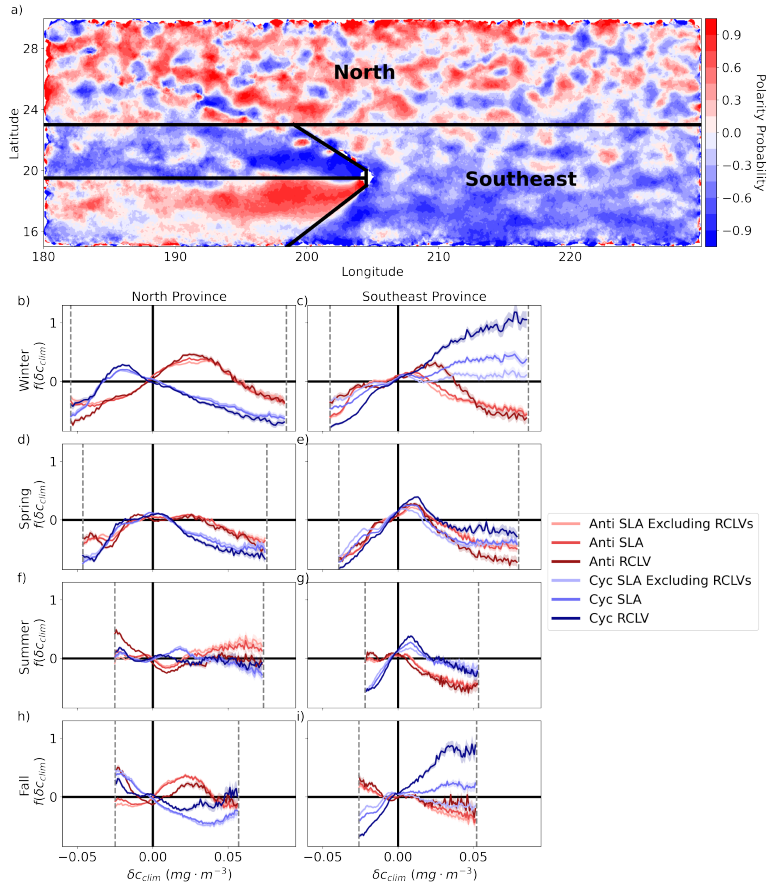 a)
North
Southeast
Latitude
28
24
20
16
180
190
200
210
220
Longitude
0.9
0.6
0.3
0.0
−0.3
−0.6
−0.9
Polarity Probability
b)
North Province
c)
Southeast Province
Winter
f(δc_clim)
1
0
d)
e)
Spring
f(δc_clim)
1
0
Anti SLA Excluding RCLVs
Anti SLA
Anti RCLV
Cyc SLA Excluding RCLVs
Cyc SLA
Cyc RCLV
f)
g)
Summer
f(δc_clim)
1
0
h)
i)
Fall
f(δc_clim)
1
0
−0.05
0.00
0.05
−0.05
0.00
0.05
δc_clim (mg · m⁻³)
δc_clim (mg · m⁻³)